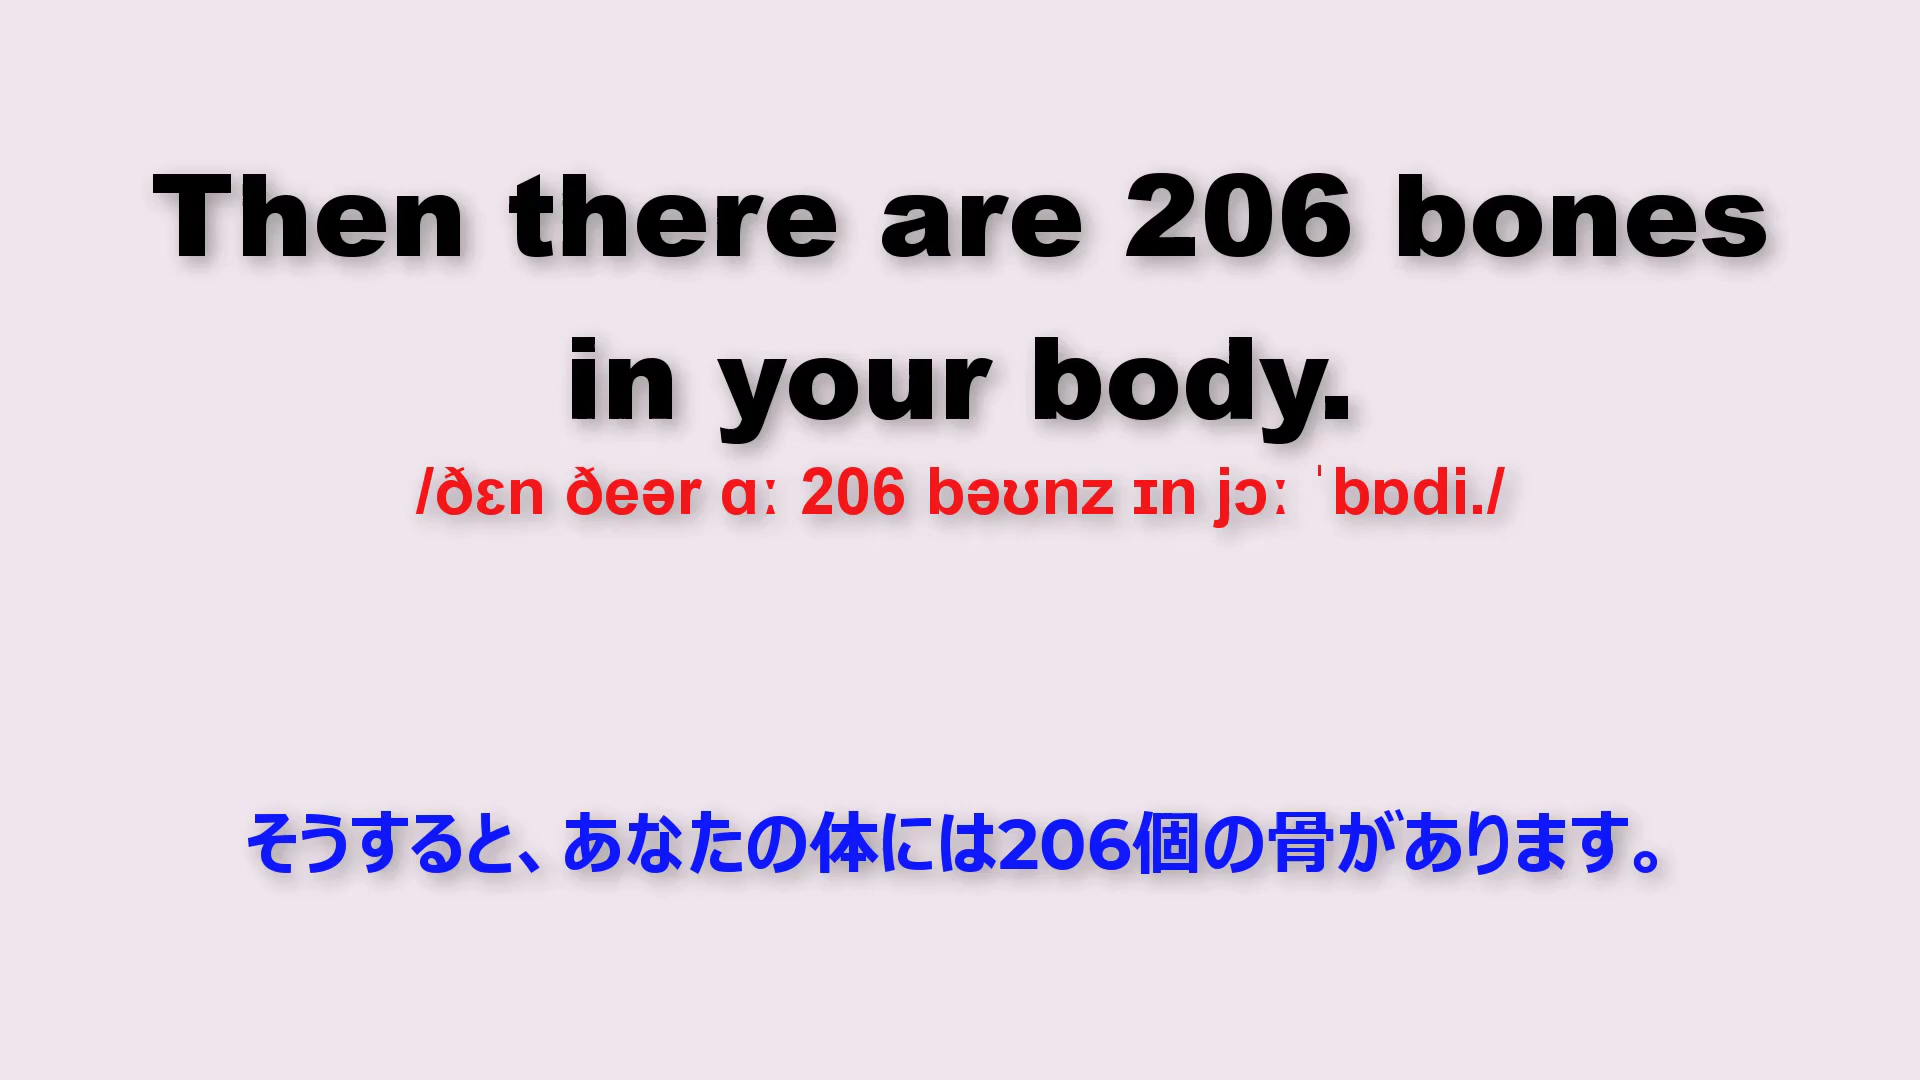 Then there are 206 bones
in your body.
/ðɛn ðeər ɑː 206 bəʊnz ɪn jɔː ˈbɒdi./
そうすると、あなたの体には206個の骨があります。